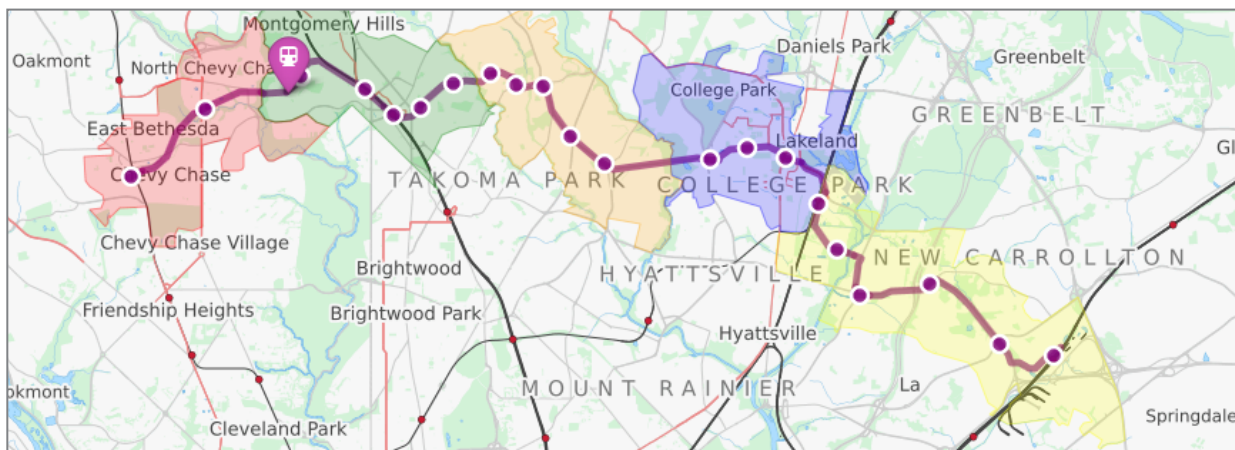 Montgomery Hills
Daniels Park
Oakmont
Greenbelt
North Chevy Cha
College Park
GREENBELT
East Bethesda
Lakeland
Gl
Chevy Chase
TAKOMA PARK
COLLEGE PARK
Chevy Chase Village
NEW CARROLLTON
Brightwood
HYATTSVILLE
Friendship Heights
Brightwood Park
Hyattsville
okmont
MOUNT RAINIER
La
Springdale
Cleveland Park